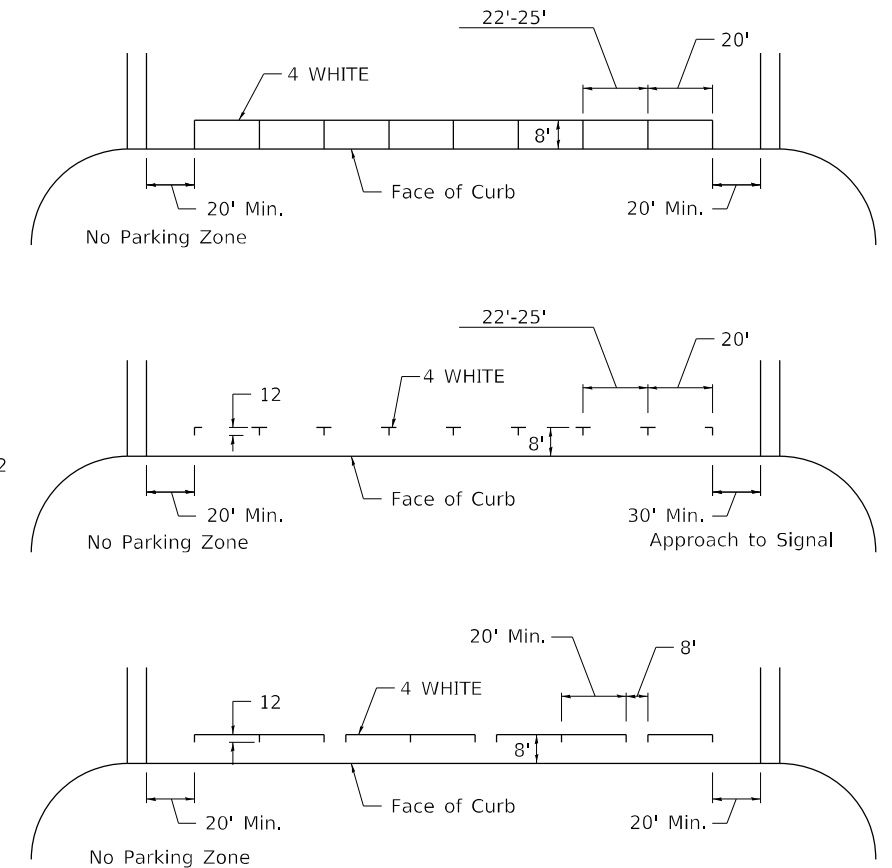 22'-25'
20'
4 WHITE
8'
Face of Curb
20' Min.
20' Min.
No Parking Zone
22'-25'
20'
12
4 WHITE
8'
2
Face of Curb
20' Min.
30' Min.
No Parking Zone
Approach to Signal
20' Min.
8'
12
4 WHITE
8'
Face of Curb
20' Min.
20' Min.
No Parking Zone